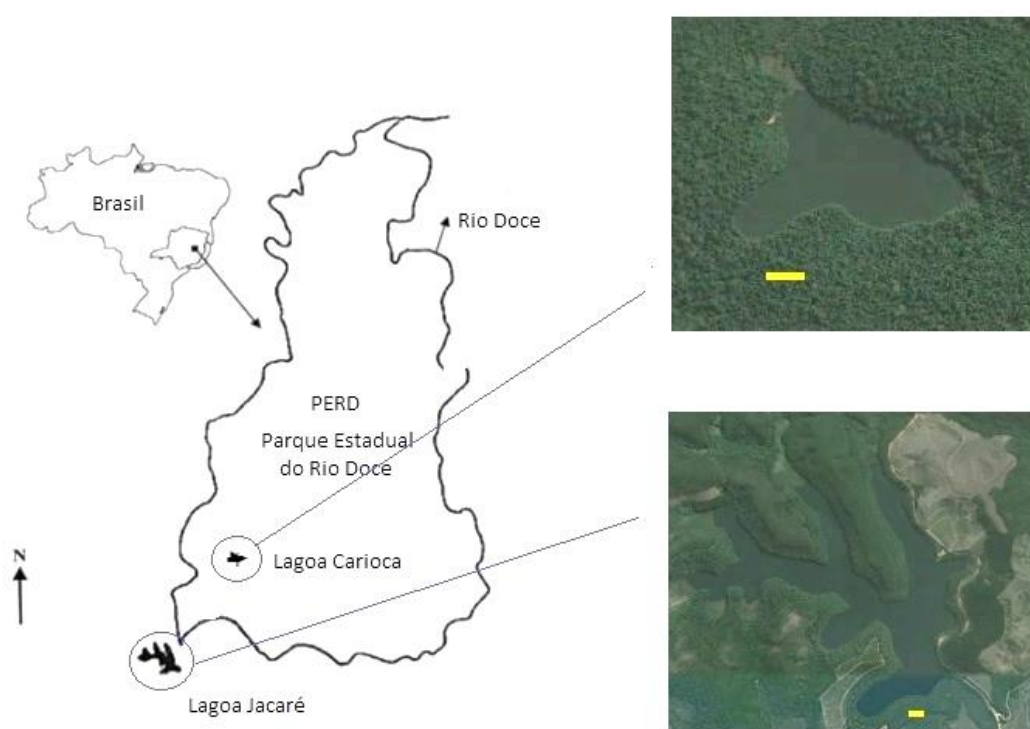 Brasil
Rio Doce
PERD
Parque Estadual
do Rio Doce
Lagoa Carioca
N
Lagoa Jacaré